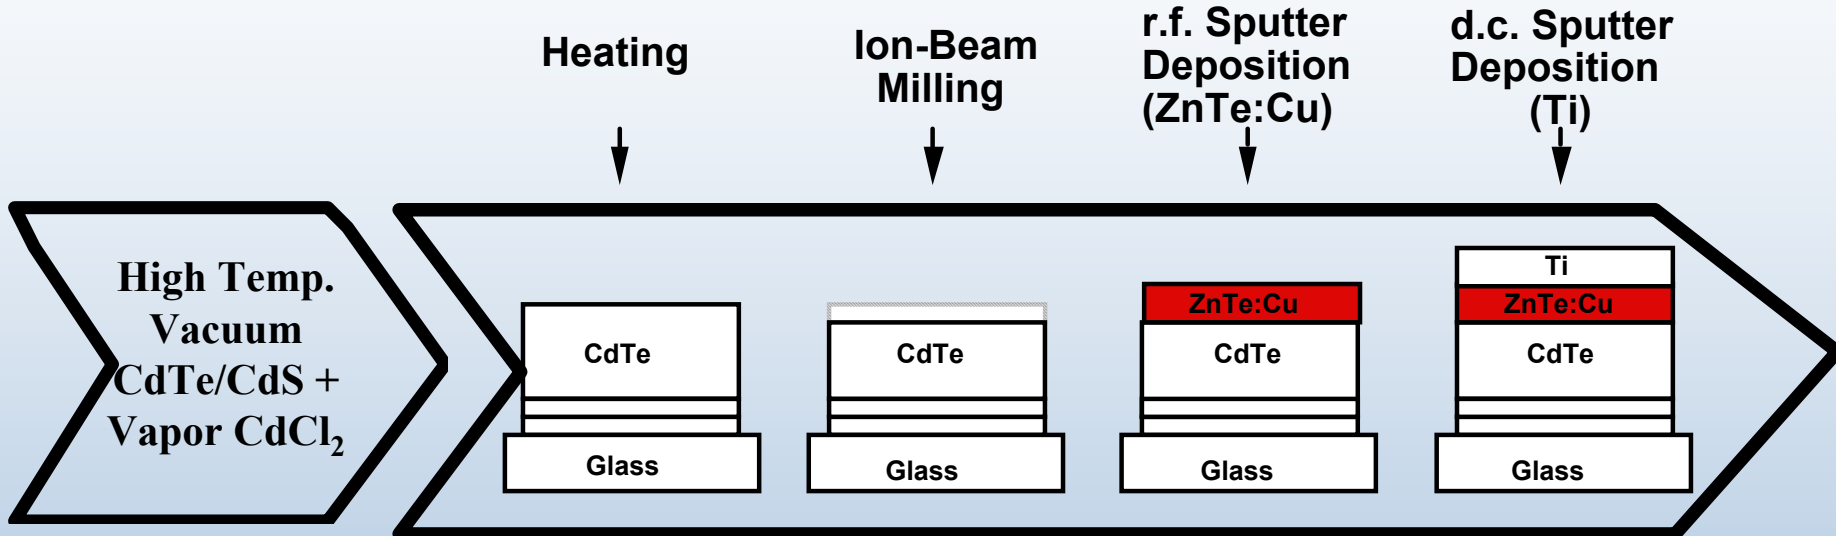 Heating
Ion-Beam
Milling
r.f. Sputter
Deposition
(ZnTe:Cu)
d.c. Sputter
Deposition
(Ti)
High Temp.
Vacuum
CdTe/CdS +
Vapor CdCl₂
CdTe
Glass
CdTe
Glass
ZnTe:Cu
CdTe
Glass
Ti
ZnTe:Cu
CdTe
Glass